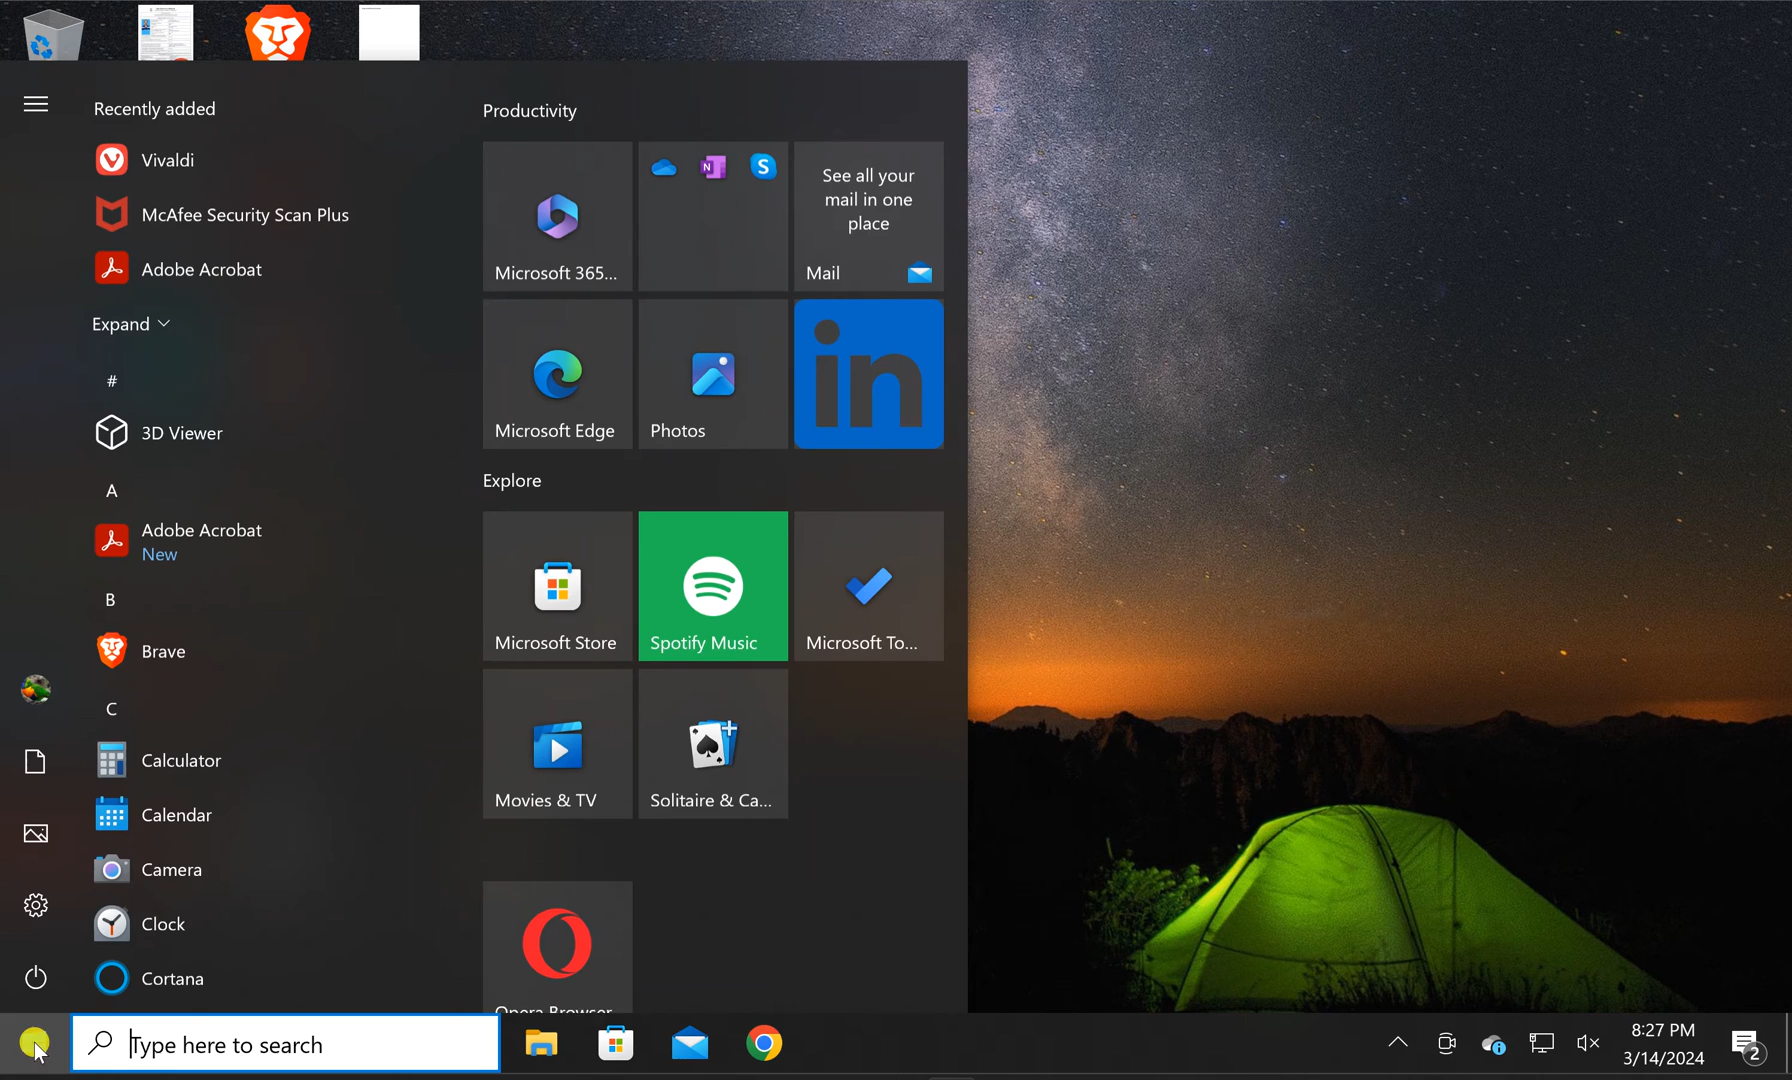 Recently added
Vivaldi
McAfee Security Scan Plus
Adobe Acrobat
Expand
#
3D Viewer
A
Adobe Acrobat
New
B
Brave
C
Calculator
Calendar
Camera
Clock
Cortana
Productivity
Microsoft 365...
N
S
See all your
mail in one
place
Mail
Microsoft Edge
Photos
in
Explore
Microsoft Store
Spotify Music
Microsoft To...
Movies & TV
Solitaire & Ca...
Opera Browser
Type here to search
8:27 PM
3/14/2024
2